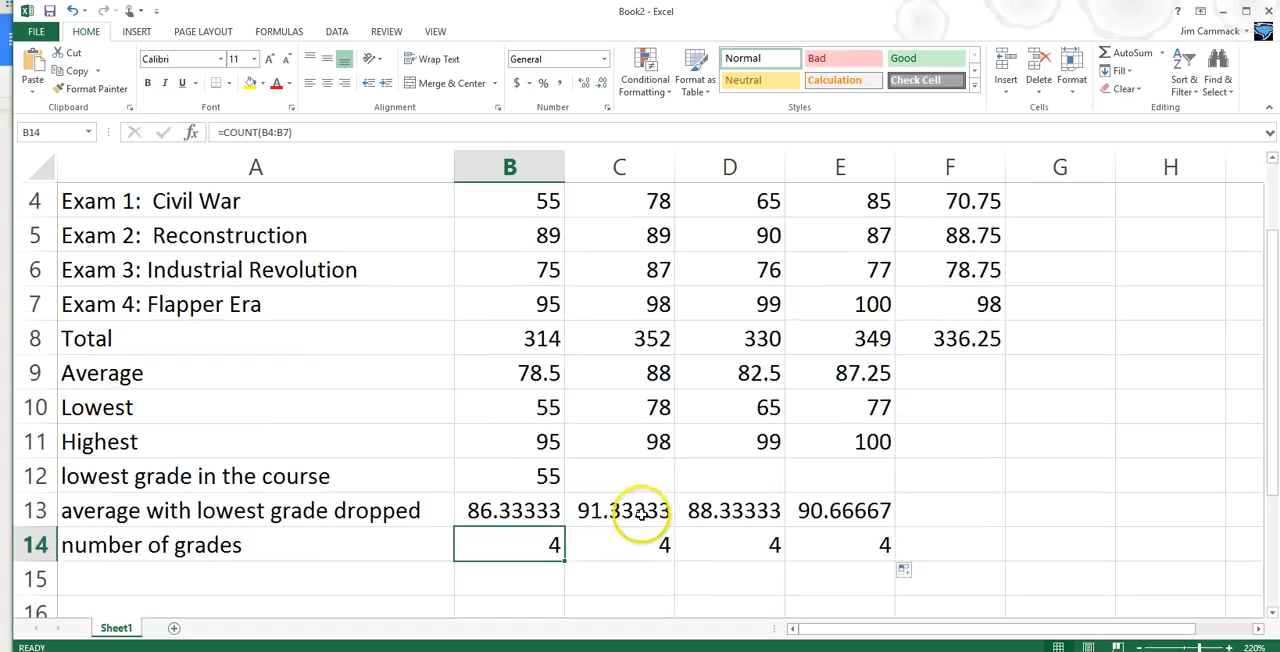 Book2 - Excel
?
Jim Cammack
FILE HOME INSERT PAGE LAYOUT FORMULAS DATA REVIEW VIEW
Paste
Cut
Copy
Format Painter
Clipboard
Calibri 11
B I U
Font
Wrap Text
Merge & Center
Alignment
General
$ % ,
Number
Conditional Formatting
Format as Table
Normal Bad Good
Neutral Calculation Check Cell
Styles
Insert Delete Format
Cells
AutoSum
Fill
Clear
Sort & Filter
Find & Select
Editing
B14 fx =COUNT(B4:B7)
A B C D E F G H
4 Exam 1: Civil War 55 78 65 85 70.75
5 Exam 2: Reconstruction 89 89 90 87 88.75
6 Exam 3: Industrial Revolution 75 87 76 77 78.75
7 Exam 4: Flapper Era 95 98 99 100 98
8 Total 314 352 330 349 336.25
9 Average 78.5 88 82.5 87.25
10 Lowest 55 78 65 77
11 Highest 95 98 99 100
12 lowest grade in the course 55
13 average with lowest grade dropped 86.33333 91.33333 88.33333 90.66667
14 number of grades 4 4 4 4
15
16
Sheet1
READY 220%